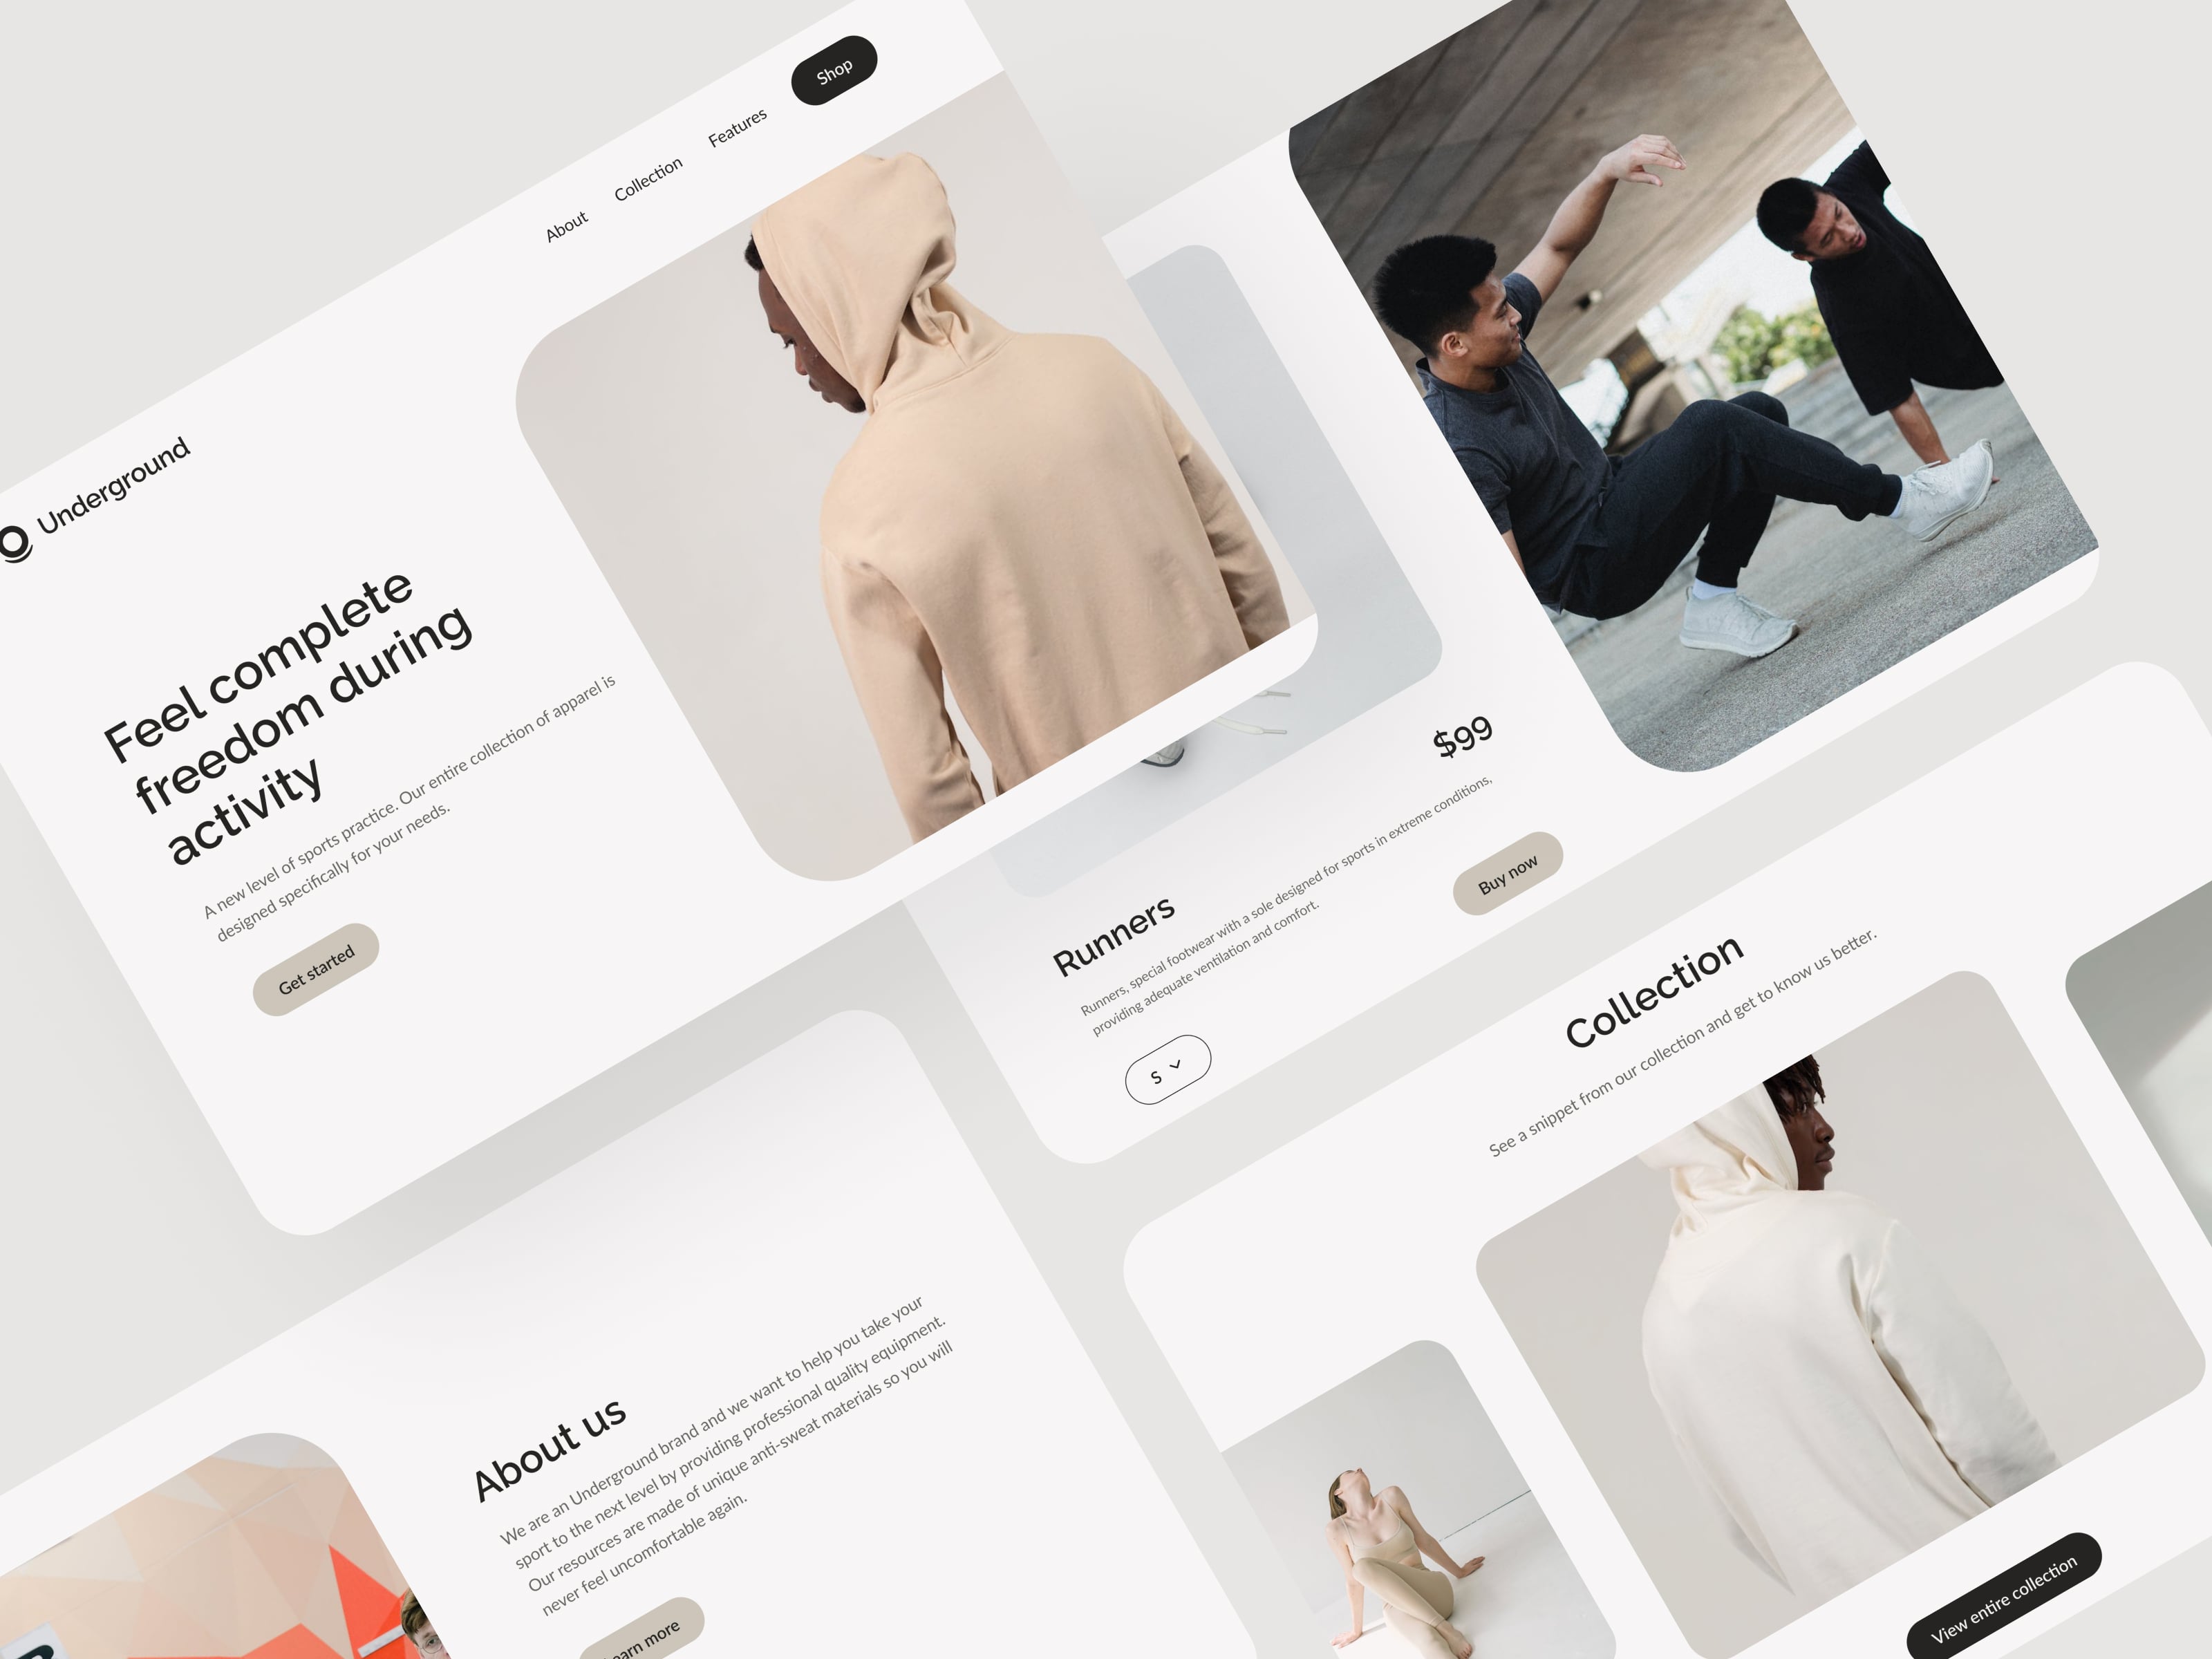 Underground
About
Collection
Features
Shop
Feel complete
freedom during
activity
A new level of sports practice. Our entire collection of apparel is
designed specifically for your needs.
Get started
Runners
$99
Runners, special footwear with a sole designed for sports in extreme conditions,
providing adequate ventilation and comfort.
S
Buy now
About us
We are an Underground brand and we want to help you take your
sport to the next level by providing professional quality equipment.
Our resources are made of unique anti-sweat materials so you will
never feel uncomfortable again.
earn more
Collection
See a snippet from our collection and get to know us better.
View entire collection